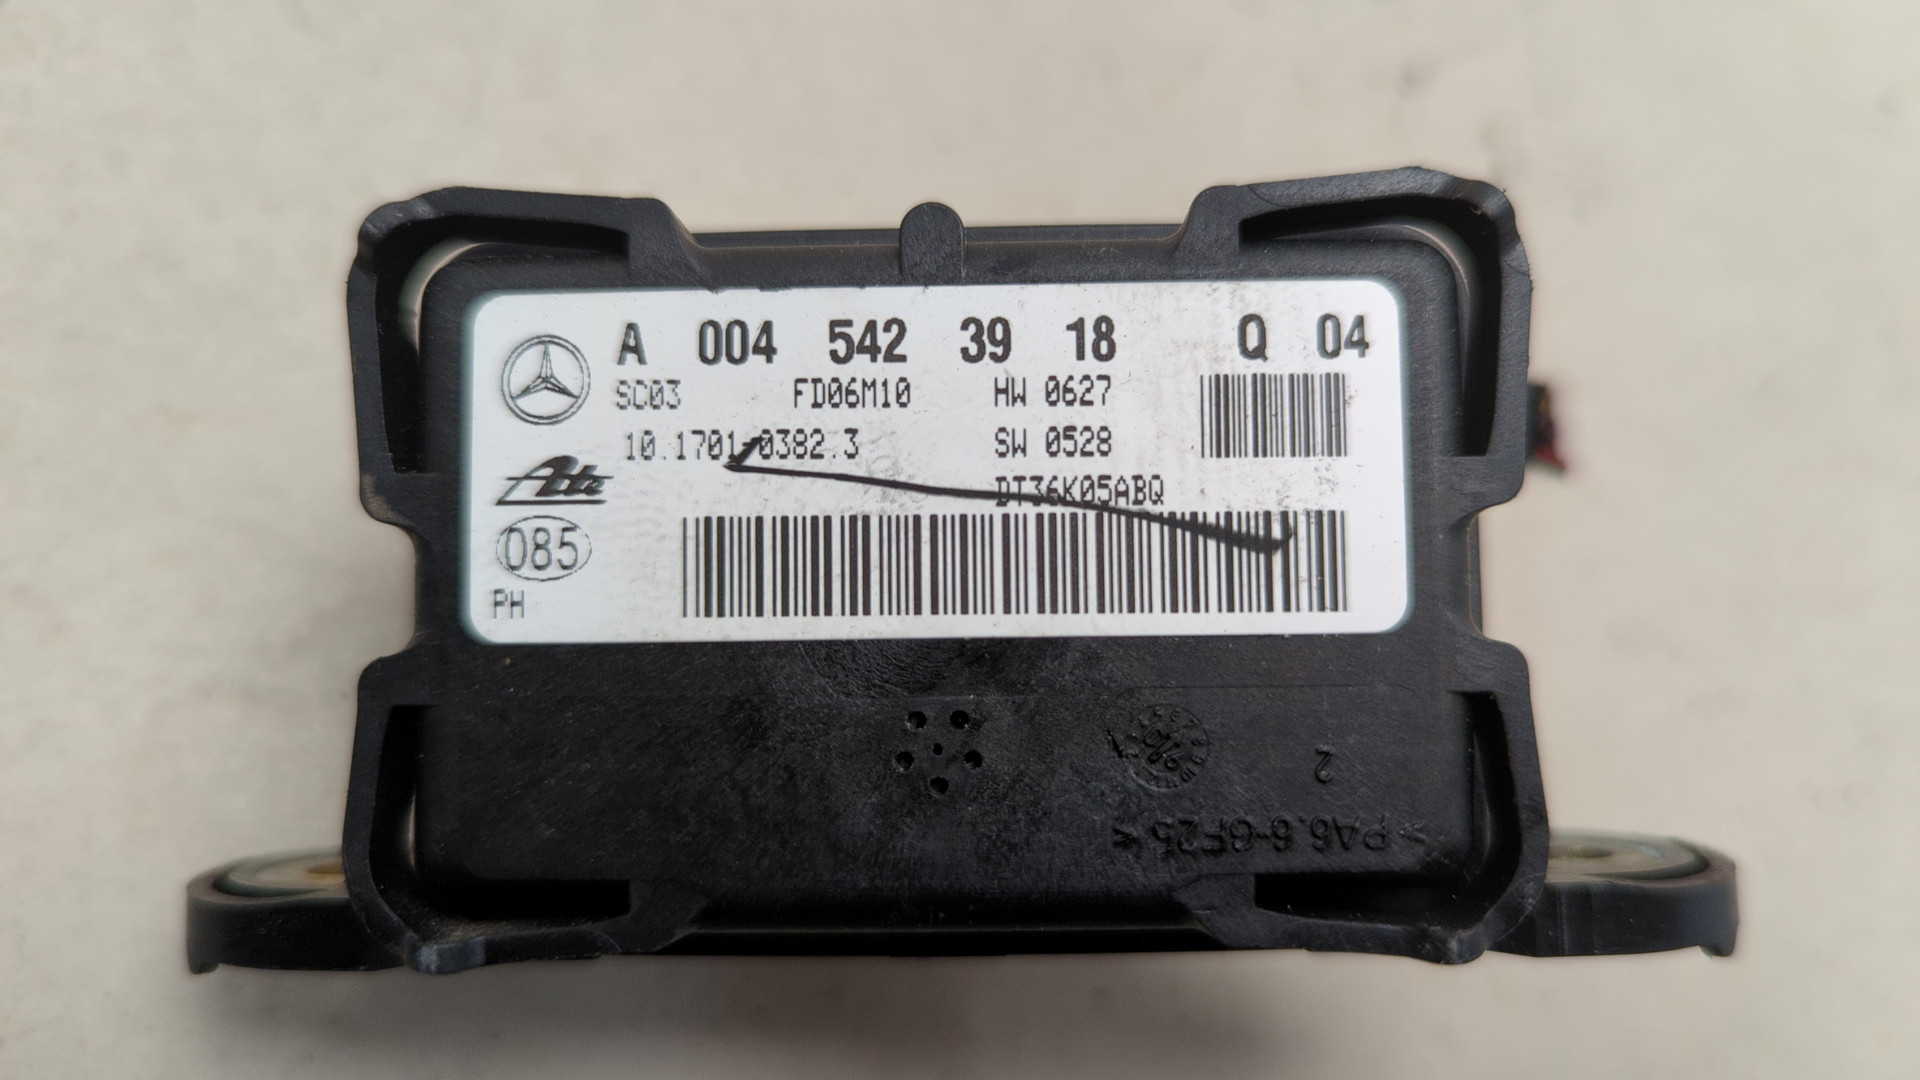 A 004 542 39 18 Q 04
SC03 FD06M10 HW 0627
10.1701-0382.3 SW 0528
Ate
DT36K05ABQ
085
PH
2
>PA6.6-GF25<